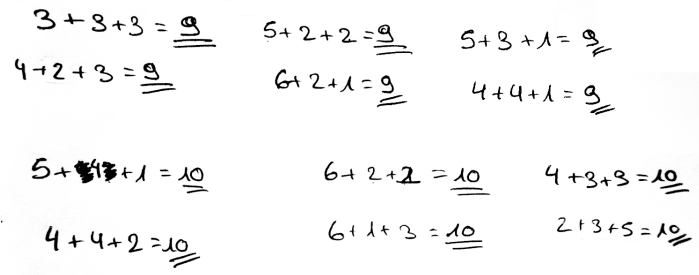 3 + 3 + 3 = 9
5 + 2 + 2 = 9
5 + 3 + 1 = 9
4 + 2 + 3 = 9
6 + 2 + 1 = 9
4 + 4 + 1 = 9
5 + 4 + 1 = 10
6 + 2 + 2 = 10
4 + 3 + 3 = 10
4 + 4 + 2 = 10
6 + 1 + 3 = 10
2 + 3 + 5 = 10